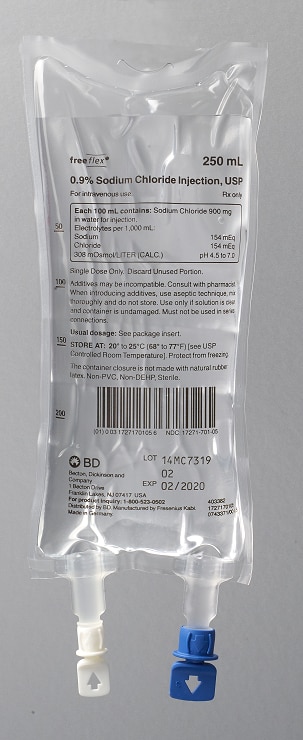 freeflex® 250 mL
0.9% Sodium Chloride Injection, USP
For intravenous use. Rx only
Each 100 mL contains: Sodium Chloride 900 mg
in water for injection.
Electrolytes per 1,000 mL:
Sodium 154 mEq
Chloride 154 mEq
308 mOsmol/LITER (CALC.) pH 4.5 to 7.0
50
Single Dose Only. Discard Unused Portion.
100
Additives may be incompatible. Consult with pharmacist
When introducing additives, use aseptic technique, mix
thoroughly and do not store. Use only if solution is clear
and container is undamaged. Must not be used in series
connections.
Usual dosage: See package insert.
150
STORE AT: 20° to 25°C (68° to 77°F) [see USP
Controlled Room Temperature]. Protect from freezing
The container closure is not made with natural rubber
latex. Non-PVC, Non-DEHP, Sterile.
200
(01) 0 03 1727170105 6 NDC 17271-701-05
BD
LOT 14MC7319
02
EXP 02/2020
Becton, Dickinson and
Company
1 Becton Drive
Franklin Lakes, NJ 07417 USA
For product inquiry: 1-800-523-0502
Distributed by BD. Manufactured by Fresenius Kabi.
Made in Germany
403382